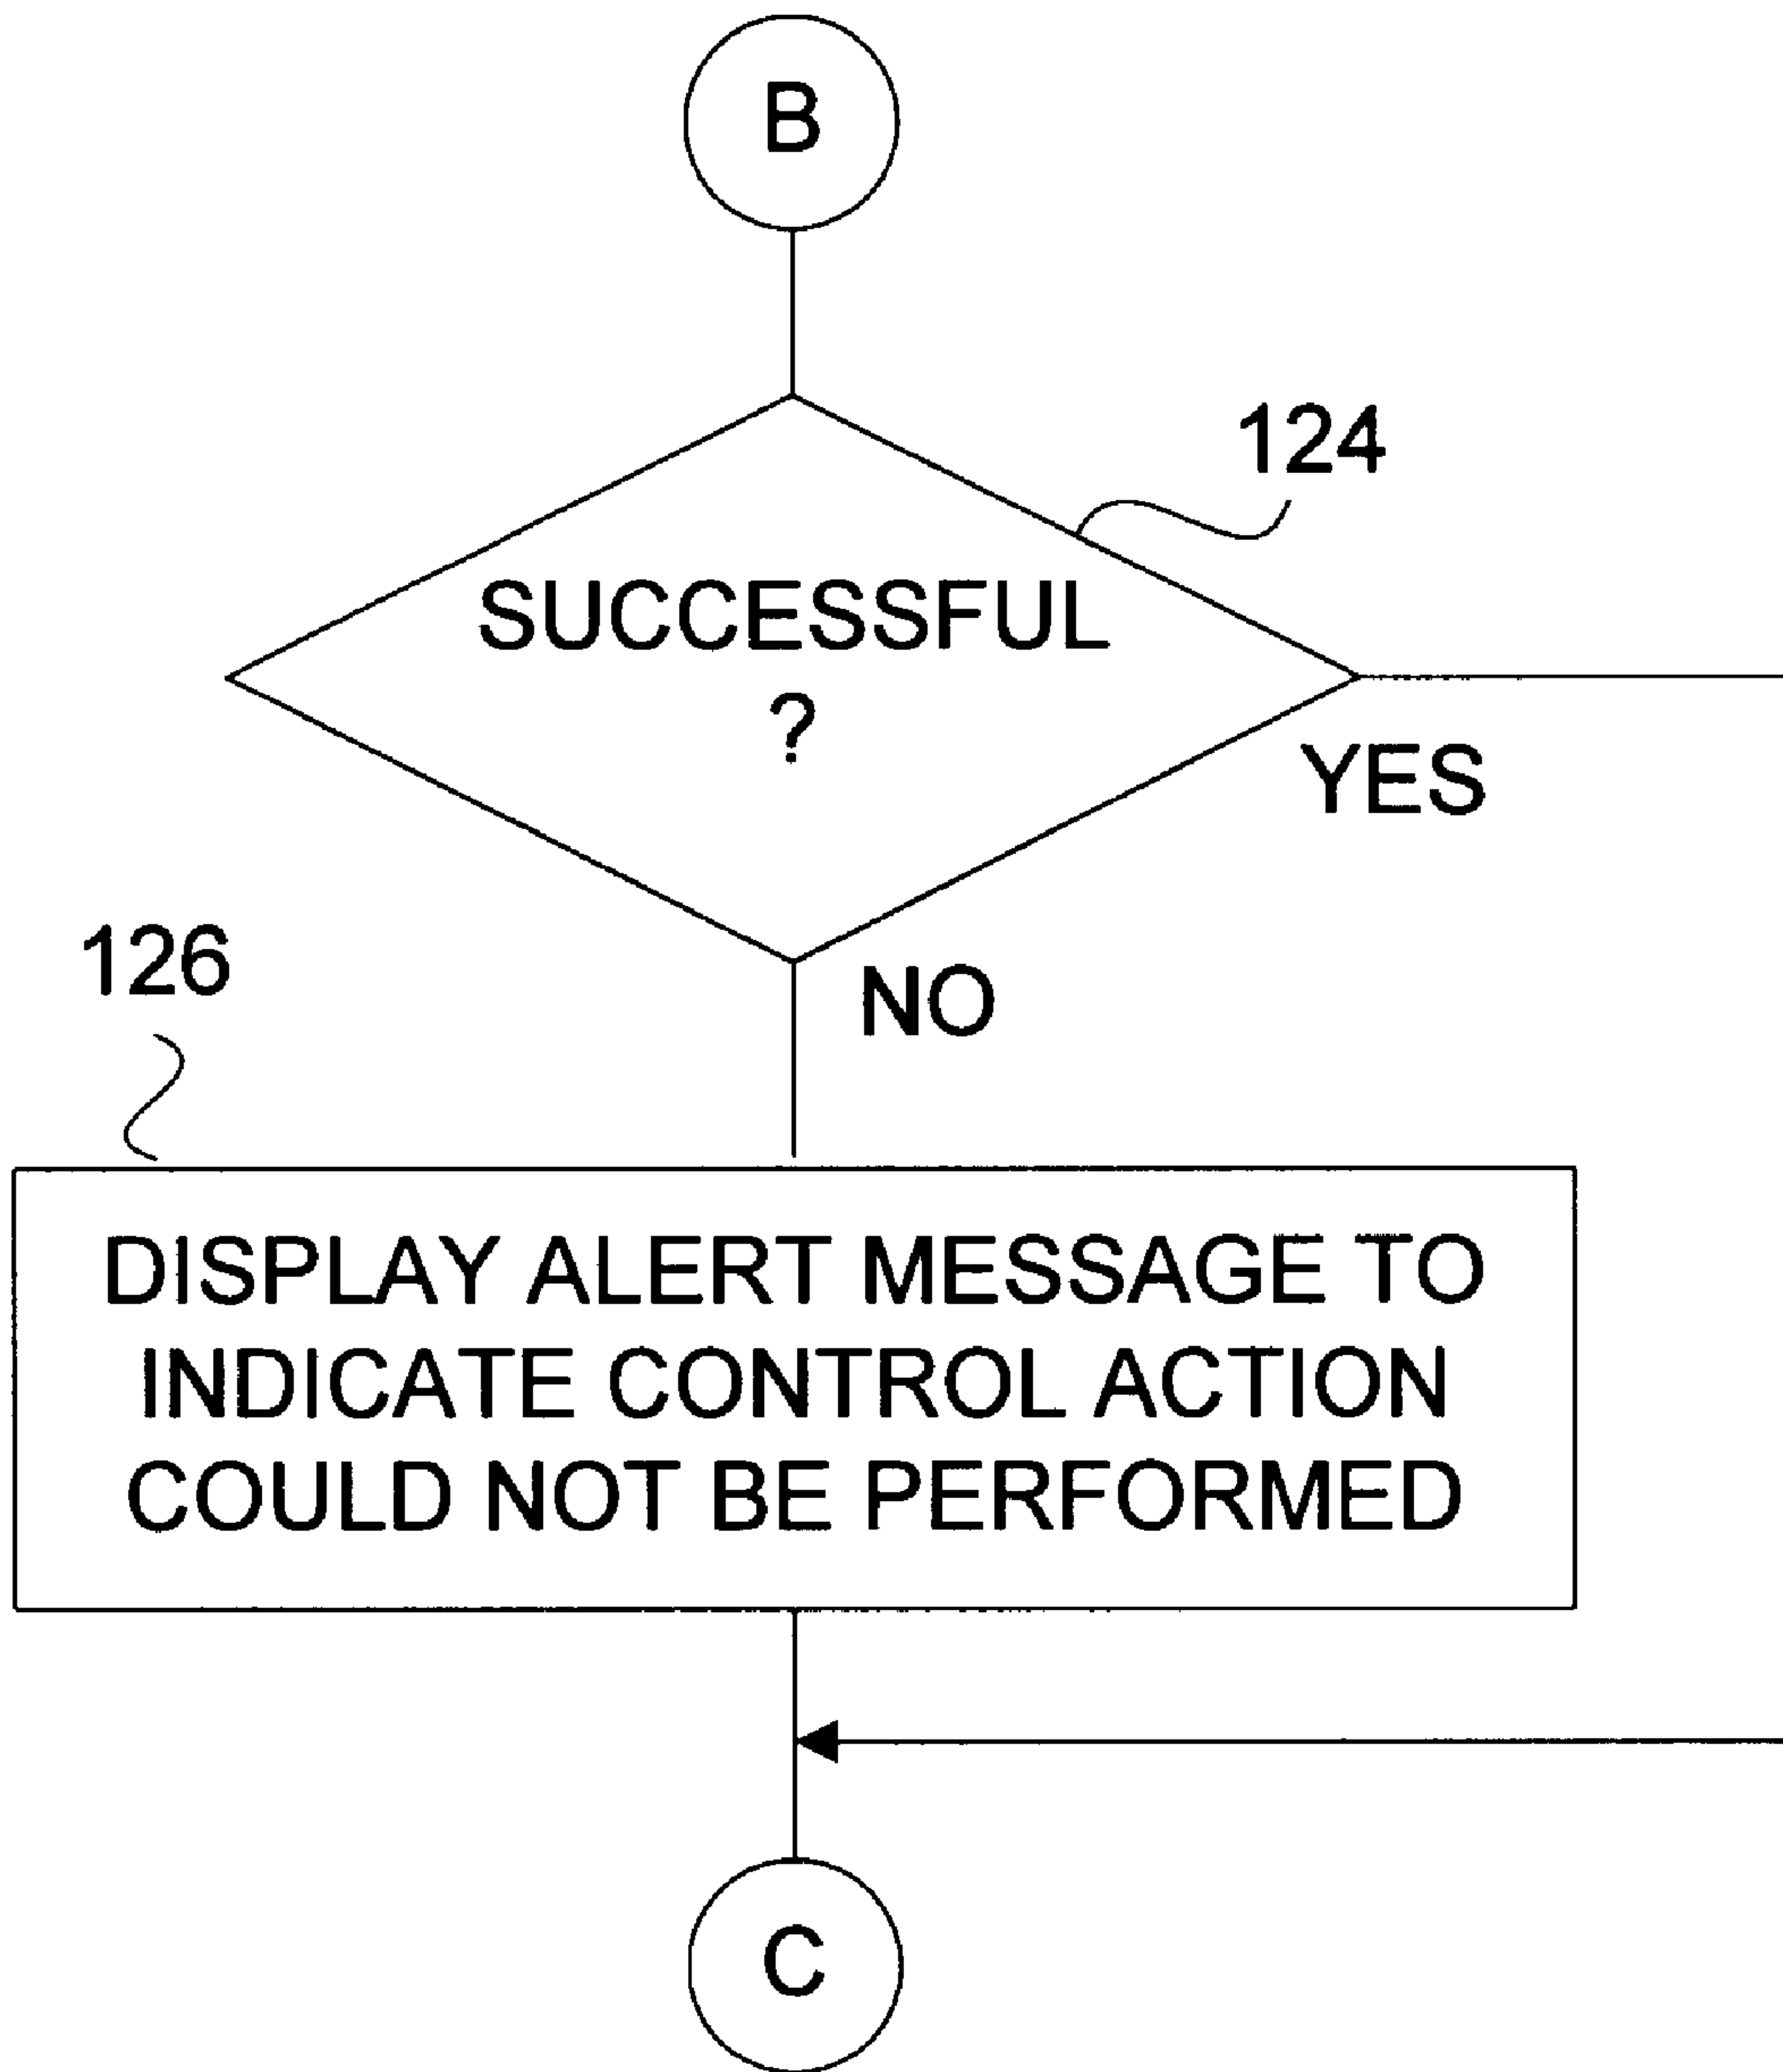 B
124
SUCCESSFUL
?
YES
126
NO
DISPLAY ALERT MESSAGE TO
INDICATE CONTROL ACTION
COULD NOT BE PERFORMED
C